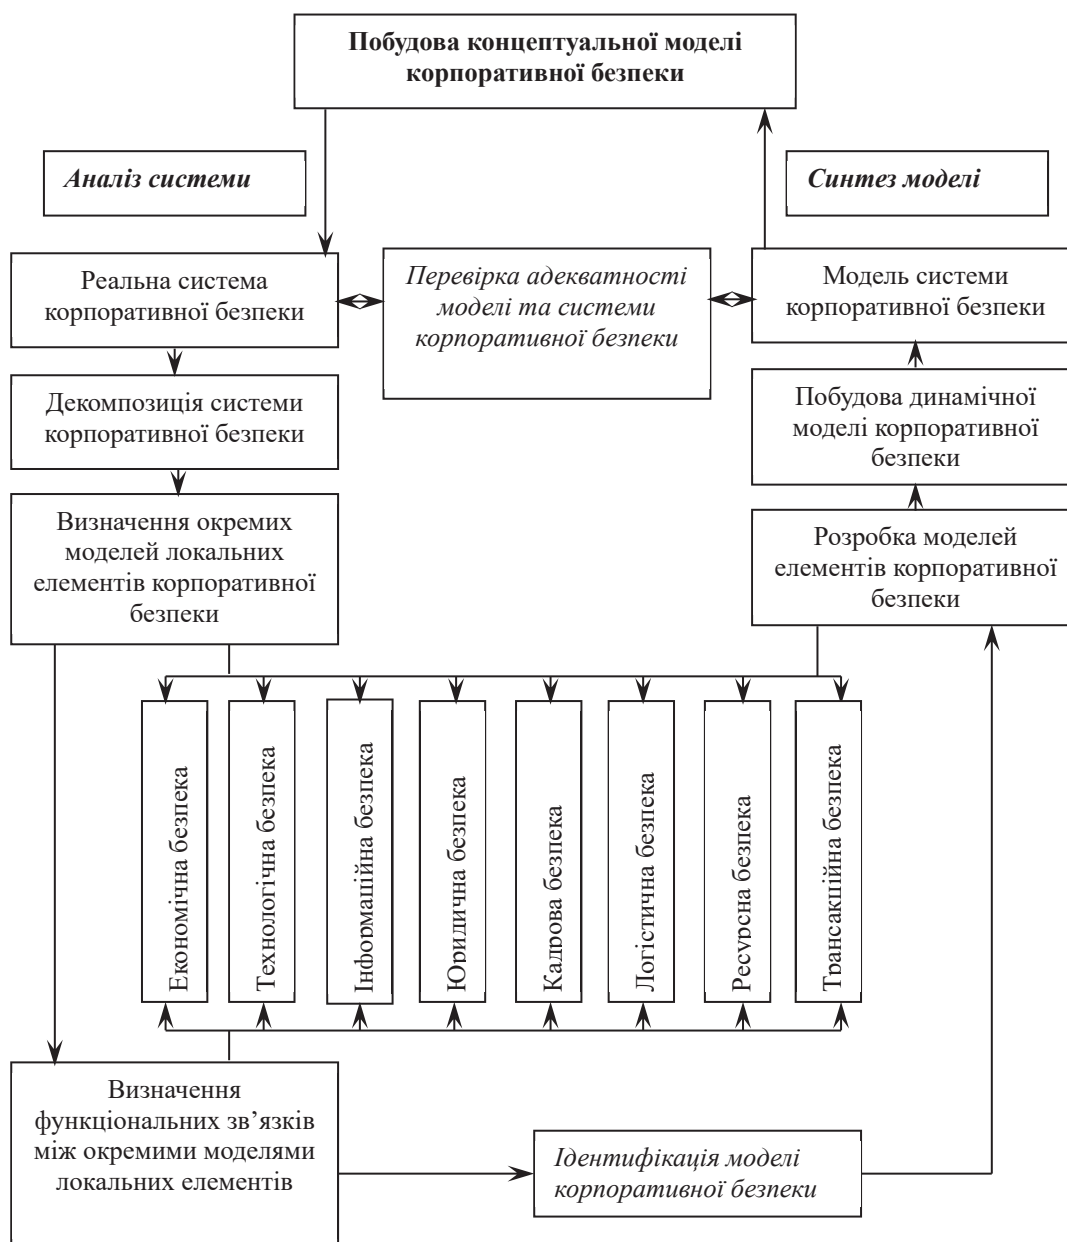 Побудова концептуальної моделі
корпоративної безпеки
Аналіз системи
Синтез моделі
Реальна система
корпоративної безпеки
Перевірка адекватності
моделі та системи
корпоративної безпеки
Модель системи
корпоративної безпеки
Декомпозиція системи
корпоративної безпеки
Побудова динамічної
моделі корпоративної
безпеки
Визначення окремих
моделей локальних
елементів корпоративної
безпеки
Розробка моделей
елементів корпоративної
безпеки
Економічна безпека
Технологічна безпека
Інформаційна безпека
Юридична безпека
Кадрова безпека
Логістична безпека
Ресурсна безпека
Трансакційна безпека
Визначення
функціональних зв’язків
між окремими моделями
локальних елементів
Ідентифікація моделі
корпоративної безпеки